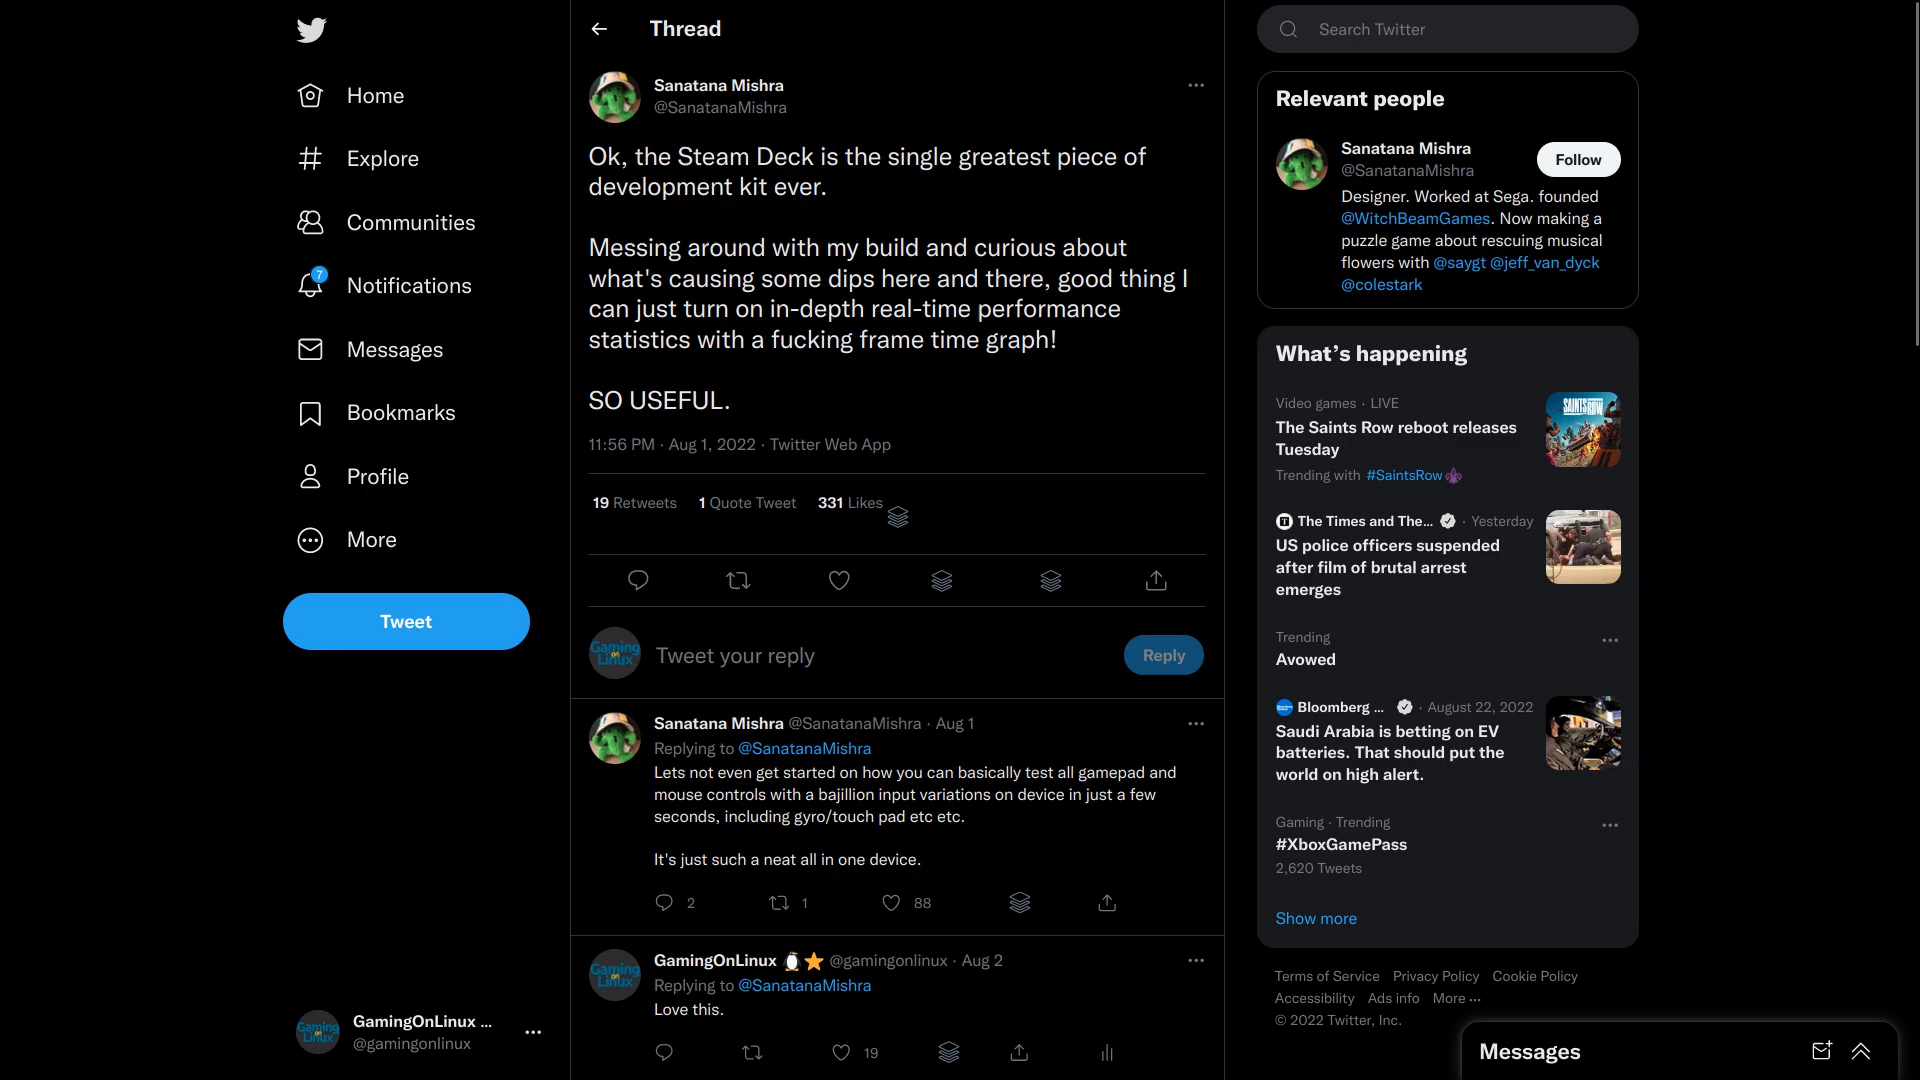 Home
Explore
Communities
7
Notifications
Messages
Bookmarks
Profile
More
Tweet
Gaming
on
Linux
GamingOnLinux ...
@gamingonlinux
Thread
Sanatana Mishra
@SanatanaMishra
Ok, the Steam Deck is the single greatest piece of
development kit ever.
Messing around with my build and curious about
what's causing some dips here and there, good thing I
can just turn on in-depth real-time performance
statistics with a fucking frame time graph!
SO USEFUL.
11:56 PM · Aug 1, 2022 · Twitter Web App
19 Retweets 1 Quote Tweet 331 Likes
Gaming
on
Linux
Tweet your reply
Reply
Sanatana Mishra @SanatanaMishra · Aug 1
Replying to @SanatanaMishra
Lets not even get started on how you can basically test all gamepad and
mouse controls with a bajillion input variations on device in just a few
seconds, including gyro/touch pad etc etc.
It's just such a neat all in one device.
2 1 88
Gaming
on
Linux
GamingOnLinux 🐧⭐ @gamingonlinux · Aug 2
Replying to @SanatanaMishra
Love this.
19
Search Twitter
Relevant people
Sanatana Mishra
@SanatanaMishra
Follow
Designer. Worked at Sega. founded
@WitchBeamGames. Now making a
puzzle game about rescuing musical
flowers with @saygt @jeff_van_dyck
@colestark
What's happening
Video games · LIVE
The Saints Row reboot releases
Tuesday
Trending with #SaintsRow
SAINTS ROW
T The Times and The... · Yesterday
US police officers suspended
after film of brutal arrest
emerges
Trending
Avowed
Bloomberg ... · August 22, 2022
Saudi Arabia is betting on EV
batteries. That should put the
world on high alert.
Gaming · Trending
#XboxGamePass
2,620 Tweets
Show more
Terms of Service Privacy Policy Cookie Policy
Accessibility Ads info More ...
© 2022 Twitter, Inc.
Messages